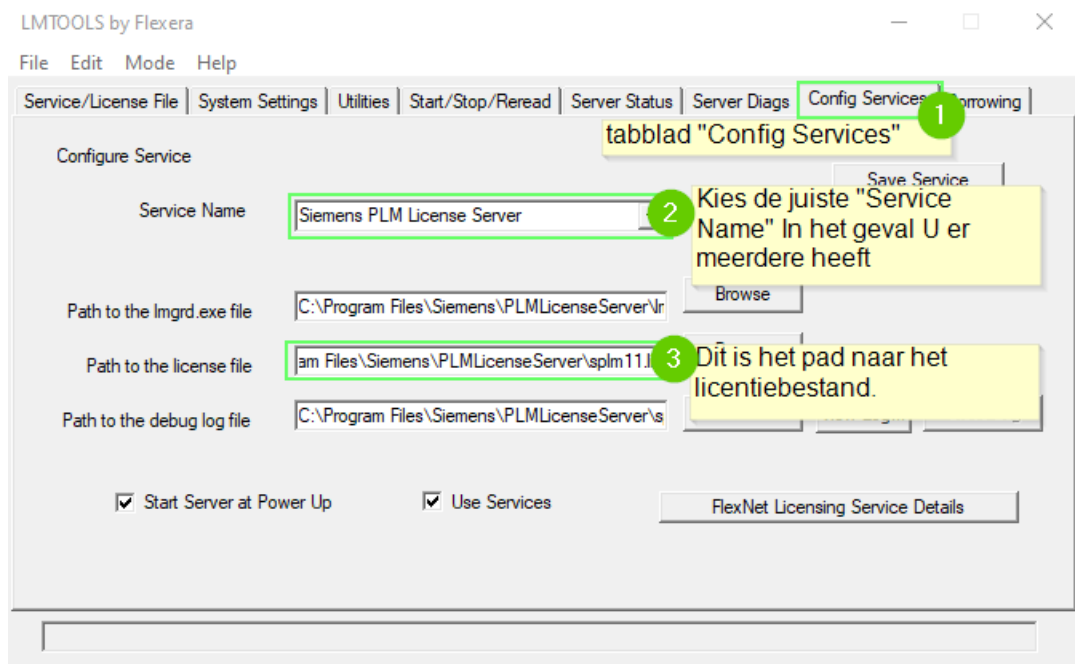 LMTOOLS by Flexera
File Edit Mode Help
Service/License File System Settings Utilities Start/Stop/Reread Server Status Server Diags Config Services
1
tabblad "Config Services"
Configure Service
Save Service
Service Name
Siemens PLM License Server
2
Kies de juiste "Service
Name" In het geval U er
meerdere heeft
Path to the lmgrd.exe file
C:\Program Files\Siemens\PLMLicenseServer\lr
Browse
Path to the license file
am Files\Siemens\PLMLicenseServer\splm11.l
3
Dit is het pad naar het
licentiebestand.
Path to the debug log file
C:\Program Files\Siemens\PLMLicenseServer\s
Start Server at Power Up
Use Services
FlexNet Licensing Service Details